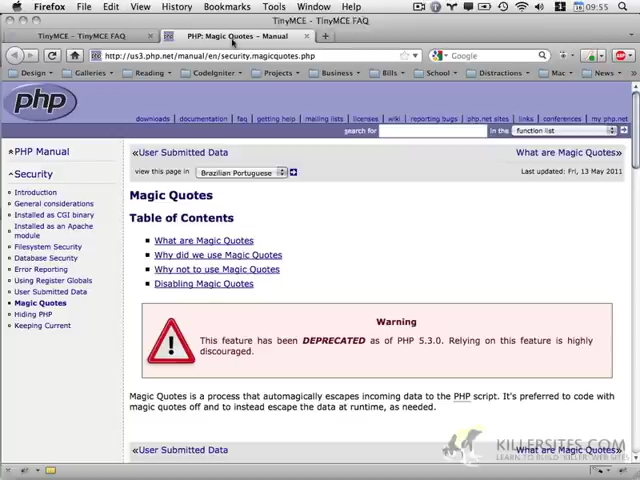 Firefox File Edit View History Bookmarks Tools Window Help 09:55
TinyMCE FAQ
TinyMCE - TinyMCE FAQ
PHP: Magic Quotes - Manual
http://us3.php.net/manual/en/security.magicquotes.php
Design Galleries CodeIgniter Projects Business Bills School Distractions Mac News
php
downloads | documentation | faq | getting help | mailing lists | licenses | wiki | reporting bugs | php.net sites | links | conferences | my php.net
search for in the function list
PHP Manual
Security
Introduction
General considerations
Installed as CGI binary
Installed as an Apache module
Filesystem Security
Database Security
Error Reporting
Using Register Globals
User Submitted Data
Magic Quotes
Hiding PHP
Keeping Current
«User Submitted Data
What are Magic Quotes»
view this page in Brazilian Portuguese
Last updated: Fri, 13 May 2011
Magic Quotes
Table of Contents
What are Magic Quotes
Why did we use Magic Quotes
Why not to use Magic Quotes
Disabling Magic Quotes
Warning
This feature has been DEPRECATED as of PHP 5.3.0. Relying on this feature is highly
discouraged.
Magic Quotes is a process that automagically escapes incoming data to the PHP script. It's preferred to code with
magic quotes off and to instead escape the data at runtime, as needed.
«User Submitted Data
What are Magic Quotes»
KILLERSITES.COM
LEARN TO BUILD 'KILLER' WEB SITES